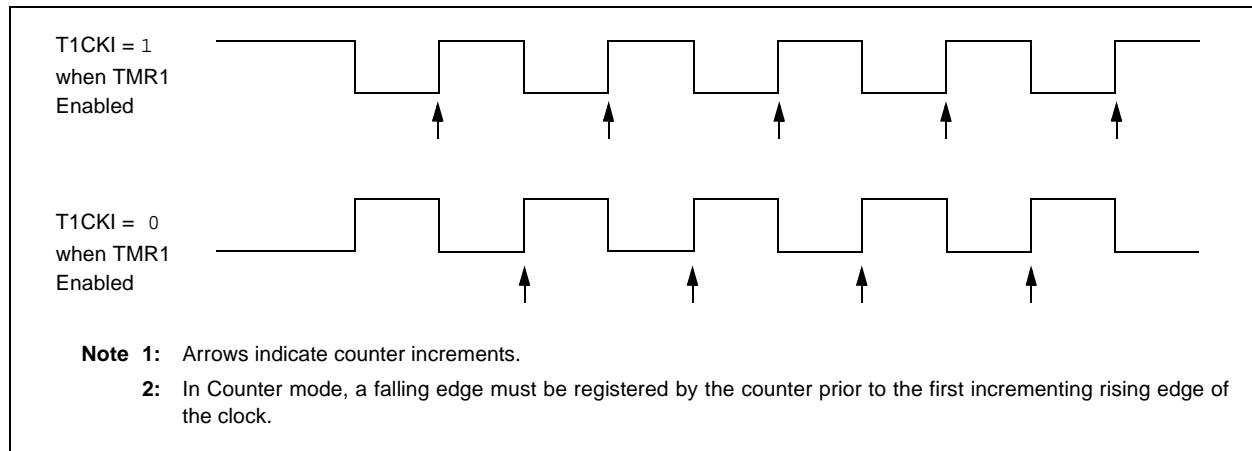 T1CKI = 1
when TMR1
Enabled
T1CKI = 0
when TMR1
Enabled
Note 1: Arrows indicate counter increments.
2: In Counter mode, a falling edge must be registered by the counter prior to the first incrementing rising edge of
the clock.